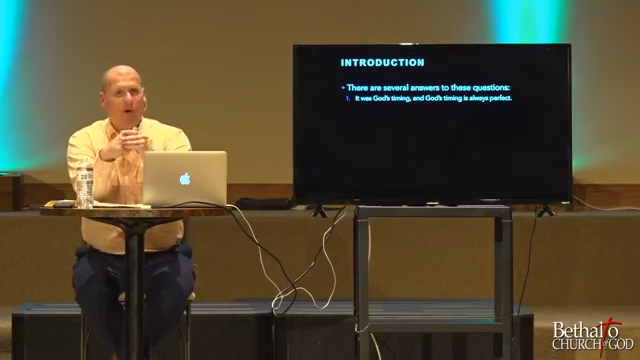 INTRODUCTION
• There are several answers to these questions:
1. It was God's timing, and God's timing is always perfect.
Bethalto
CHURCH of GOD